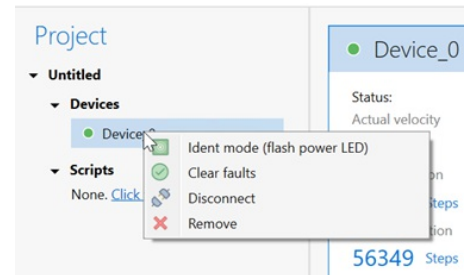 Project
Untitled
Devices
Device_0
Scripts
None. Click
Ident mode (flash power LED)
Clear faults
Disconnect
Remove
Device_0
Status:
Actual velocity
Steps
56349 Steps